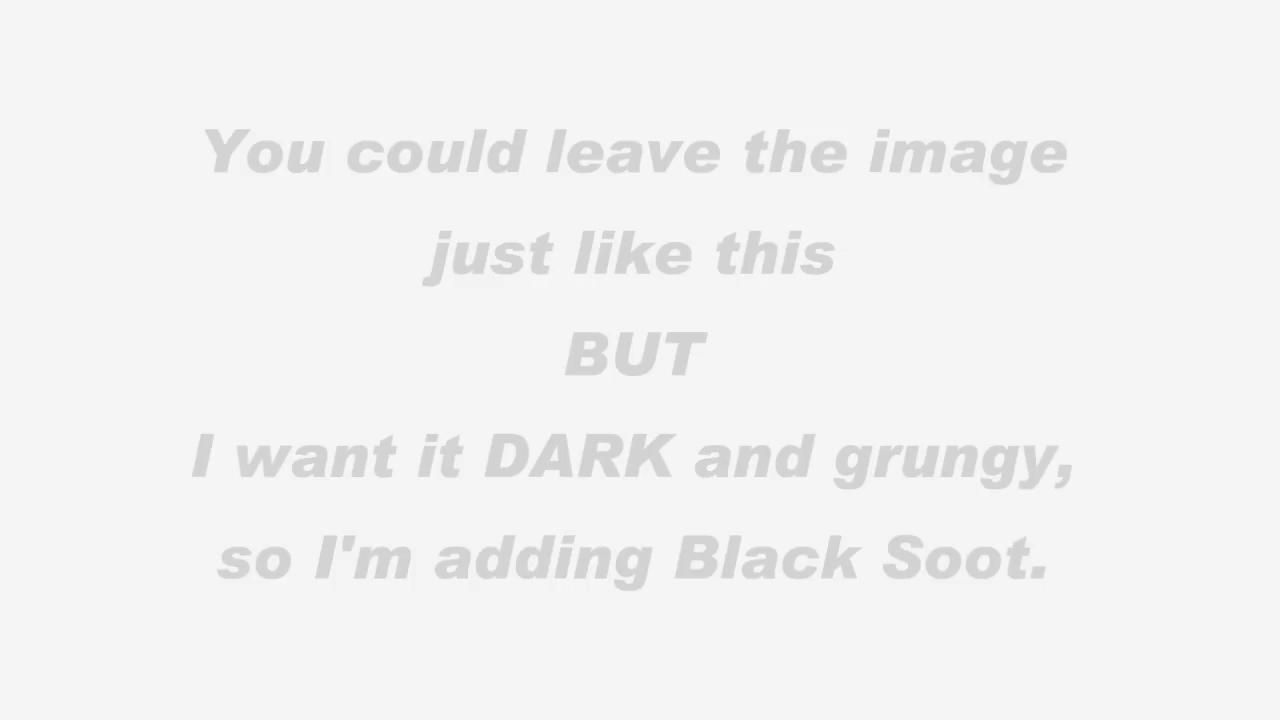 You could leave the image
just like this
BUT
I want it DARK and grungy,
so I'm adding Black Soot.